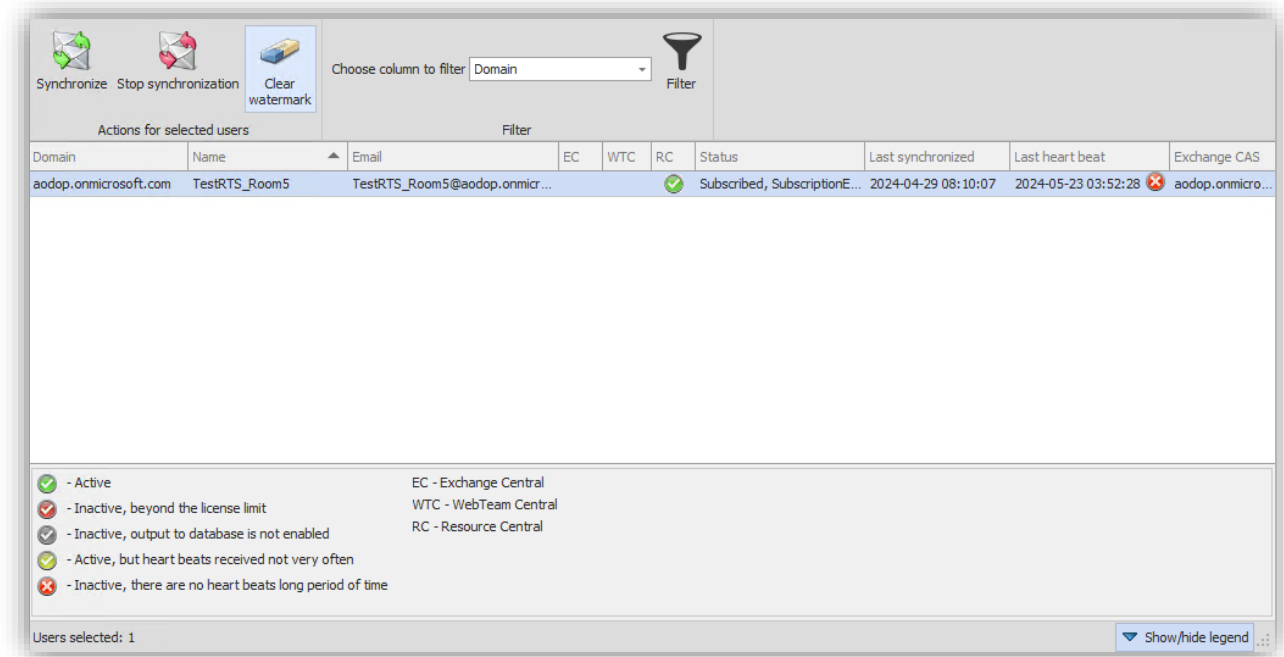 Synchronize Stop synchronization Clear watermark
Choose column to filter Domain
Filter
Actions for selected users
Filter
Domain Name Email EC WTC RC Status Last synchronized Last heart beat Exchange CAS
aodop.onmicrosoft.com TestRTS_Room5 TestRTS_Room5@aodop.onmicr... Subscribed, SubscriptionE... 2024-04-29 08:10:07 2024-05-23 03:52:28 aodop.onmicro...
- Active
- Inactive, beyond the license limit
- Inactive, output to database is not enabled
- Active, but heart beats received not very often
- Inactive, there are no heart beats long period of time
EC - Exchange Central
WTC - WebTeam Central
RC - Resource Central
Users selected: 1
Show/hide legend